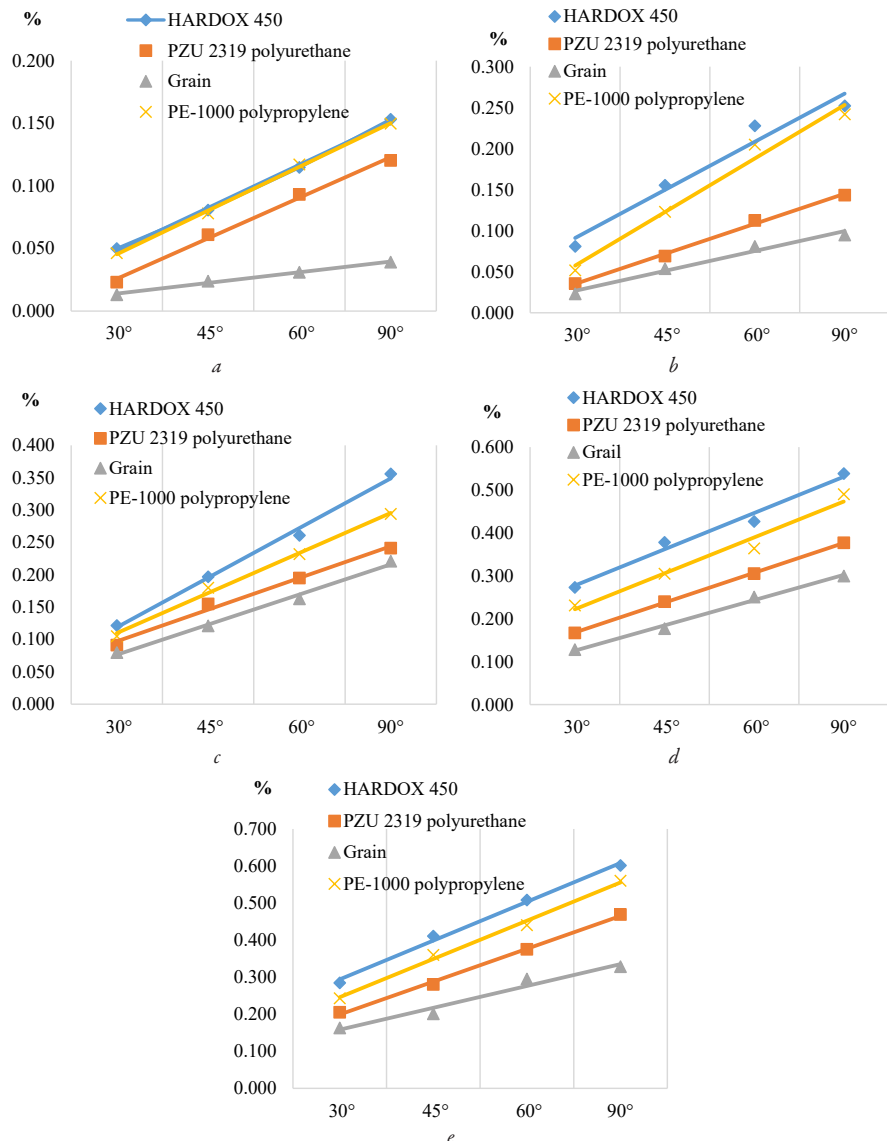 %
HARDOX 450
PZU 2319 polyurethane
Grain
PE-1000 polypropylene
0.200
0.150
0.100
0.050
0.000
30° 45° 60° 90°
a
%
HARDOX 450
PZU 2319 polyurethane
Grain
PE-1000 polypropylene
0.300
0.250
0.200
0.150
0.100
0.050
0.000
30° 45° 60° 90°
b
%
HARDOX 450
PZU 2319 polyurethane
Grain
PE-1000 polypropylene
0.400
0.350
0.300
0.250
0.200
0.150
0.100
0.050
0.000
30° 45° 60° 90°
c
%
HARDOX 450
PZU 2319 polyurethane
Grail
PE-1000 polypropylene
0.600
0.500
0.400
0.300
0.200
0.100
0.000
30° 45° 60° 90°
d
%
HARDOX 450
PZU 2319 polyurethane
Grain
PE-1000 polypropylene
0.700
0.600
0.500
0.400
0.300
0.200
0.100
0.000
30° 45° 60° 90°
e